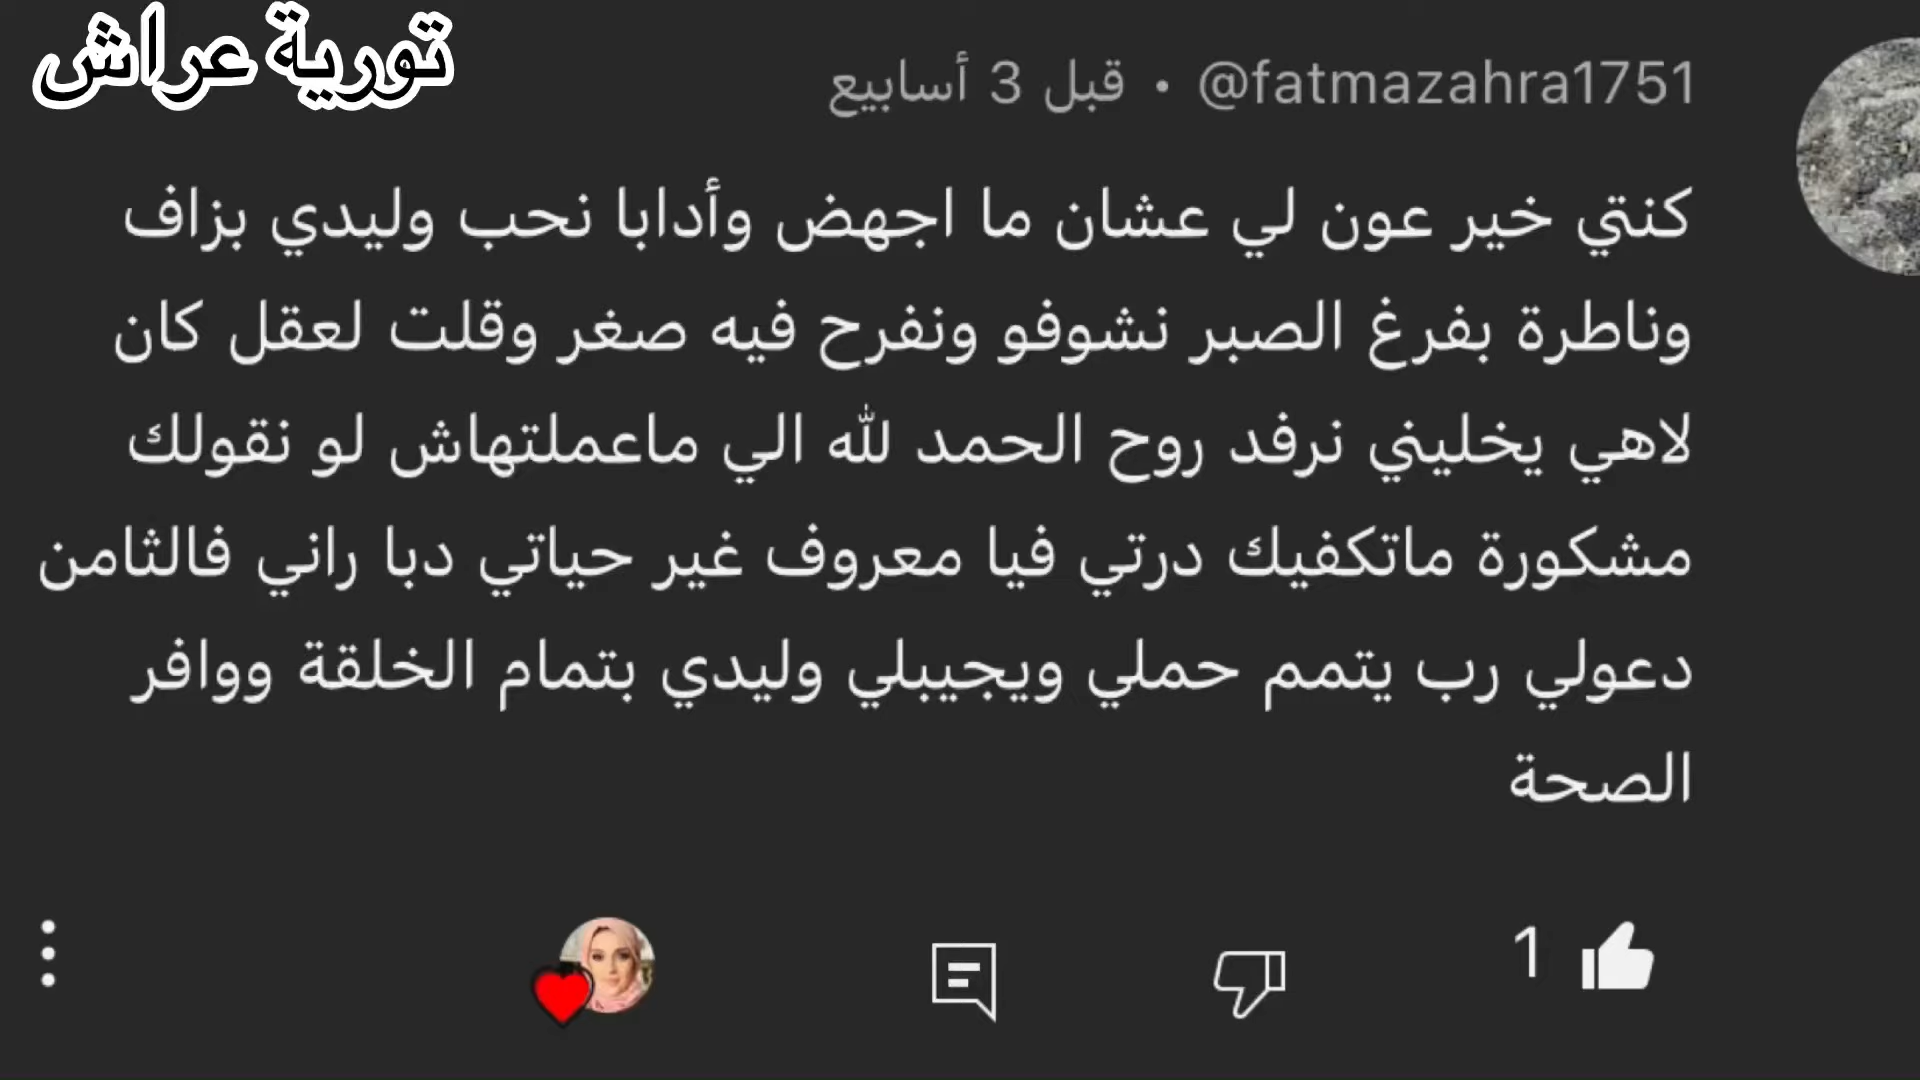 تورية عراش
@fatmazahra1751 • قبل 3 أسابيع
كنتي خير عون لي عشان ما اجهض وأدابا نحب وليدي بزاف
وناطرة بفرغ الصبر نشوفو ونفرح فيه صغر وقلت لعقل كان
لاهي يخليني نرفد روح الحمد لله الي ماعملتهاش لو نقولك
مشكورة ماتكفيك درتي فيا معروف غير حياتي دبا راني فالثامن
دعولي رب يتمم حملي ويجيبلي وليدي بتمام الخلقة ووافر
الصحة
1